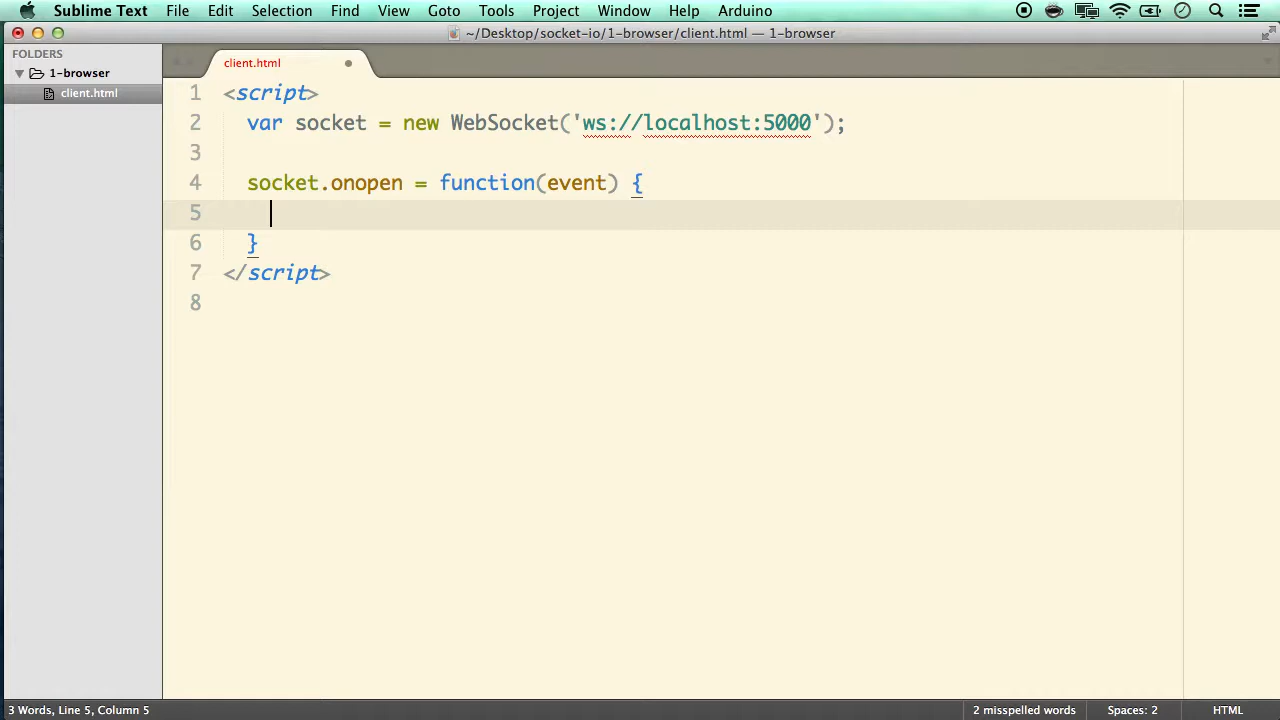 Sublime Text File Edit Selection Find View Goto Tools Project Window Help Arduino
~/Desktop/socket-io/1-browser/client.html — 1-browser
FOLDERS
1-browser
client.html
client.html
1 <script>
2 var socket = new WebSocket('ws://localhost:5000');
3
4 socket.onopen = function(event) {
5
6 }
7 </script>
8
3 Words, Line 5, Column 5 2 misspelled words Spaces: 2 HTML